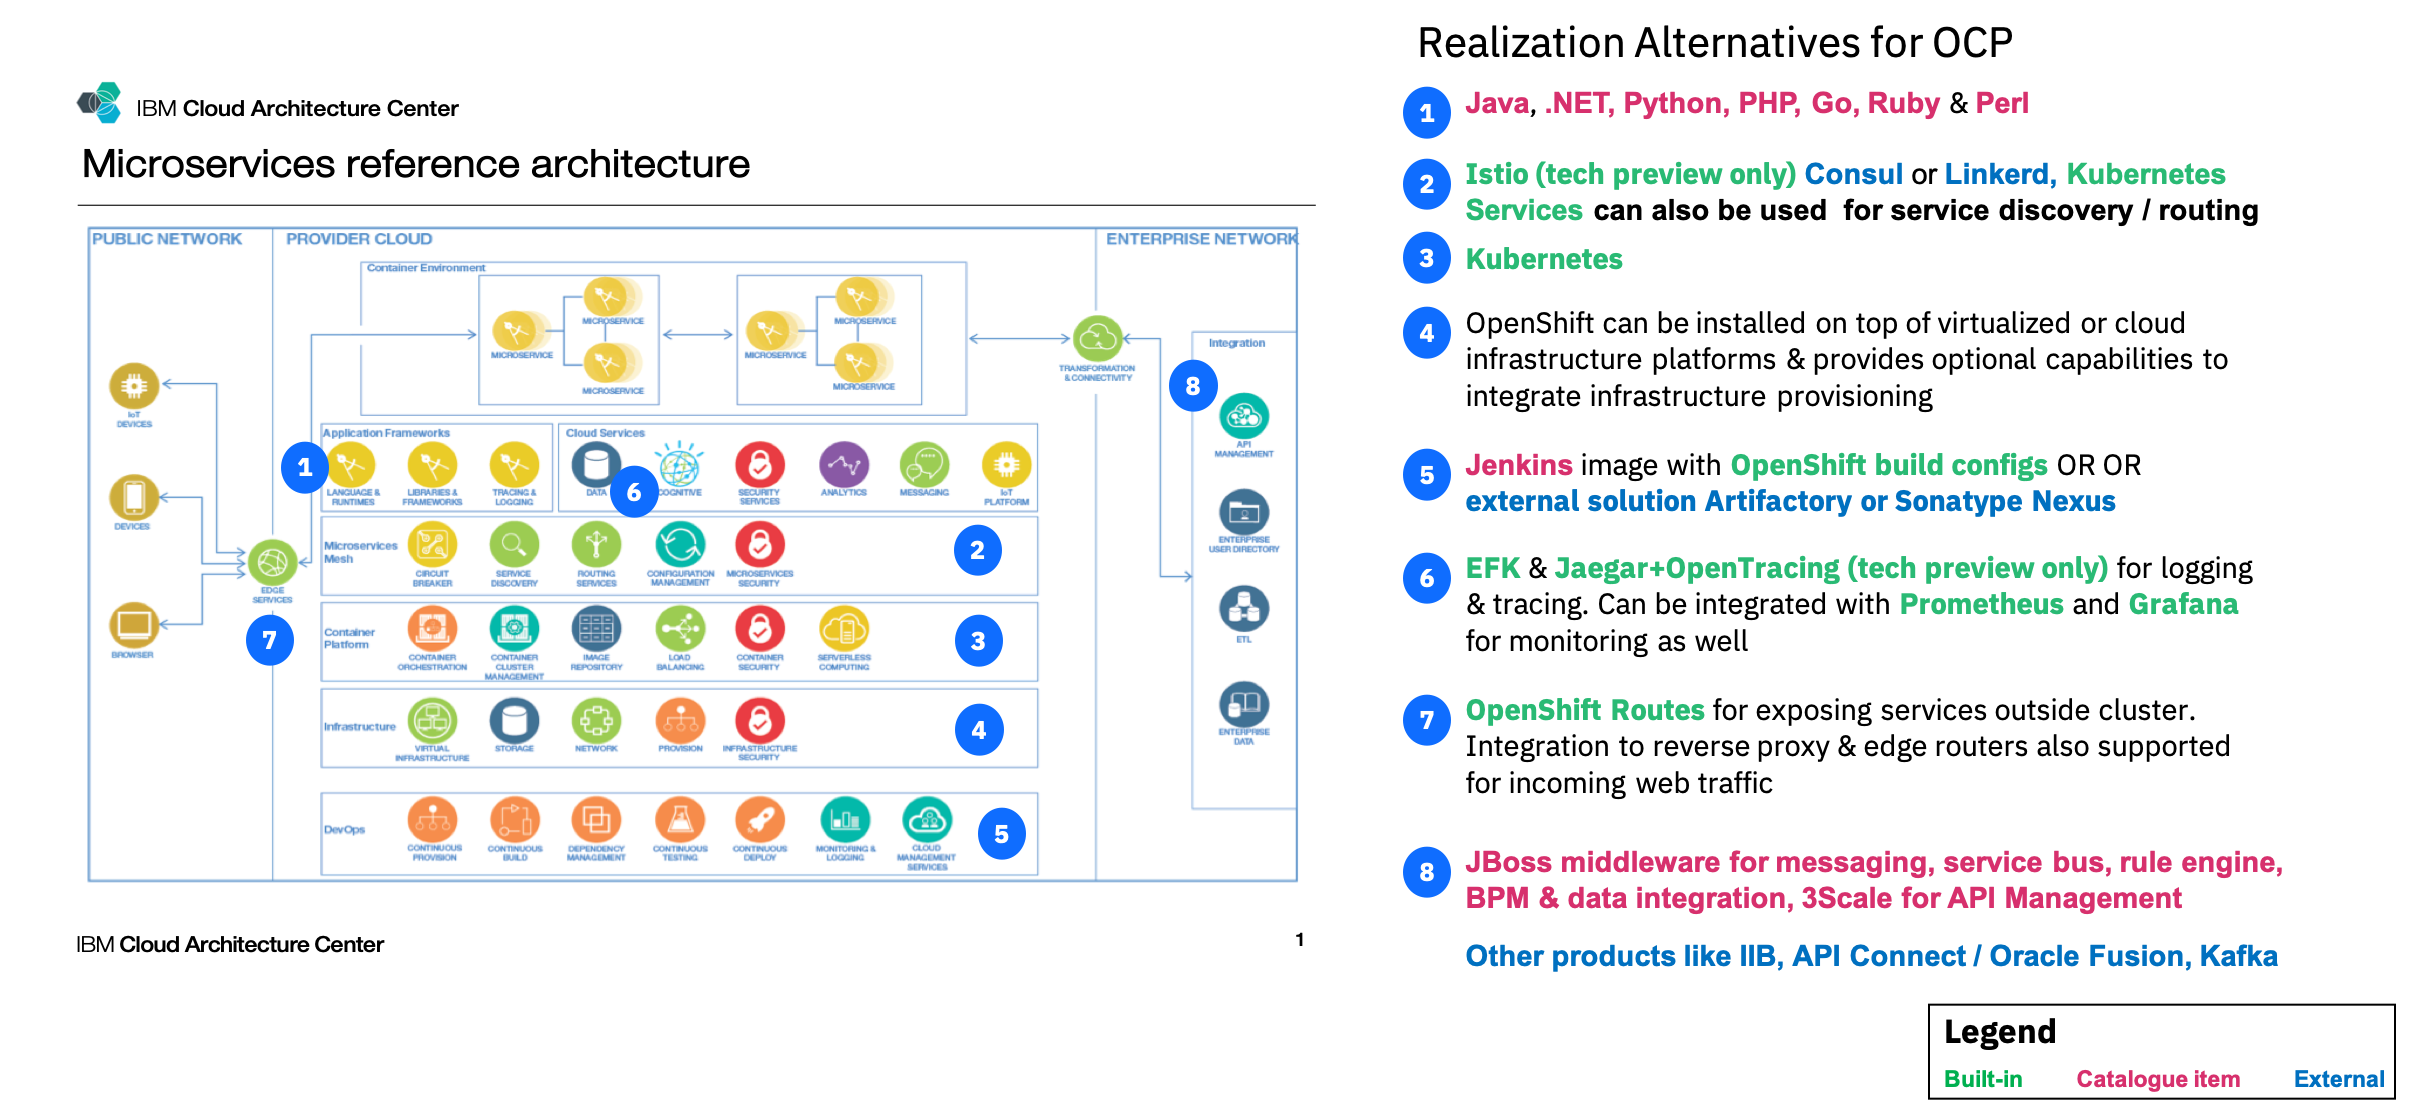 IBM Cloud Architecture Center
Microservices reference architecture
PUBLIC NETWORK
PROVIDER CLOUD
ENTERPRISE NETWORK
Container Environment
MICROSERVICE
MICROSERVICE
MICROSERVICE
MICROSERVICE
MICROSERVICE
MICROSERVICE
TRANSFORMATION
& CONNECTIVITY
IoT
DEVICES
DEVICES
BROWSER
EDGE
SERVICES
7
1
Application Frameworks
LANGUAGE &
RUNTIMES
LIBRARIES &
FRAMEWORKS
TRACING &
LOGGING
Cloud Services
DATA
6
COGNITIVE
SECURITY
SERVICES
ANALYTICS
MESSAGING
IoT
PLATFORM
Microservices
Mesh
CIRCUIT
BREAKER
SERVICE
DISCOVERY
ROUTING
SERVICES
CONFIGURATION
MANAGEMENT
MICROSERVICES
SECURITY
2
Container
Platform
CONTAINER
ORCHESTRATION
CONTAINER
CLUSTER
MANAGEMENT
IMAGE
REPOSITORY
LOAD
BALANCING
CONTAINER
SECURITY
SERVERLESS
COMPUTING
3
Infrastructure
VIRTUAL
INFRASTRUCTURE
STORAGE
NETWORK
PROVISION
INFRASTRUCTURE
SECURITY
4
DevOps
CONTINUOUS
PROVISION
CONTINUOUS
BUILD
DEPENDENCY
MANAGEMENT
CONTINUOUS
TESTING
CONTINUOUS
DEPLOY
MONITORING &
LOGGING
CLOUD
MANAGEMENT
SERVICES
5
8
Integration
API
MANAGEMENT
ENTERPRISE
USER DIRECTORY
ETL
ENTERPRISE
DATA
IBM Cloud Architecture Center
1
Realization Alternatives for OCP
1 Java, .NET, Python, PHP, Go, Ruby & Perl
2 Istio (tech preview only) Consul or Linkerd, Kubernetes
Services can also be used for service discovery / routing
3 Kubernetes
4 OpenShift can be installed on top of virtualized or cloud
infrastructure platforms & provides optional capabilities to
integrate infrastructure provisioning
5 Jenkins image with OpenShift build configs OR OR
external solution Artifactory or Sonatype Nexus
6 EFK & Jaegar+OpenTracing (tech preview only) for logging
& tracing. Can be integrated with Prometheus and Grafana
for monitoring as well
7 OpenShift Routes for exposing services outside cluster.
Integration to reverse proxy & edge routers also supported
for incoming web traffic
8 JBoss middleware for messaging, service bus, rule engine,
BPM & data integration, 3Scale for API Management
Other products like IIB, API Connect / Oracle Fusion, Kafka
Legend
Built-in Catalogue item External